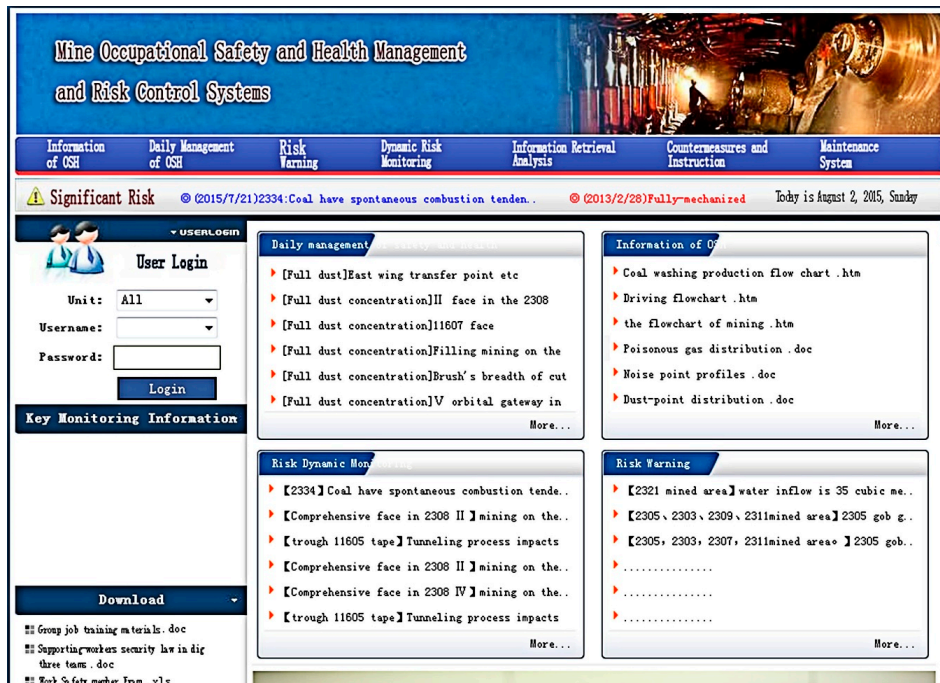 Mine Occupational Safety and Health Management
and Risk Control Systems
Information of OSH
Daily Management of OSH
Risk Warning
Dynamic Risk Monitoring
Information Retrieval Analysis
Countermeasures and Instruction
Maintenance System
Significant Risk
(2015/7/21)2334:Coal have spontaneous combustion tenden..
(2013/2/28)Fully-mechanized
Today is August 2, 2015, Sunday
USERLOGIN
User Login
Unit: All
Username:
Password:
Login
Key Monitoring Information
Download
Group job training materials.doc
Supporting-workers security law in dig
three teams .doc
Work Safety .xls
Daily management of safety and health
[Full dust]East wing transfer point etc
[Full dust concentration]II face in the 2308
[Full dust concentration]11607 face
[Full dust concentration]Filling mining on the
[Full dust concentration]Brush's breadth of cut
[Full dust concentration]V orbital gateway in
More...
Information of OSH
Coal washing production flow chart .htm
Driving flowchart .htm
the flowchart of mining .htm
Poisonous gas distribution .doc
Noise point profiles .doc
Dust-point distribution .doc
More...
Risk Dynamic Monitoring
【2334】Coal have spontaneous combustion tende..
【Comprehensive face in 2308 II 】mining on the..
【trough 11605 tape】Tunneling process impacts
【Comprehensive face in 2308 II 】mining on the..
【Comprehensive face in 2308 IV 】mining on the..
【trough 11605 tape】Tunneling process impacts
More...
Risk Warning
【2321 mined area】water inflow is 35 cubic me..
【2305、2303、2309、2311mined area】2305 gob g..
【2305, 2303, 2307, 2311mined area。】2305 gob..
...............
...............
...............
More...